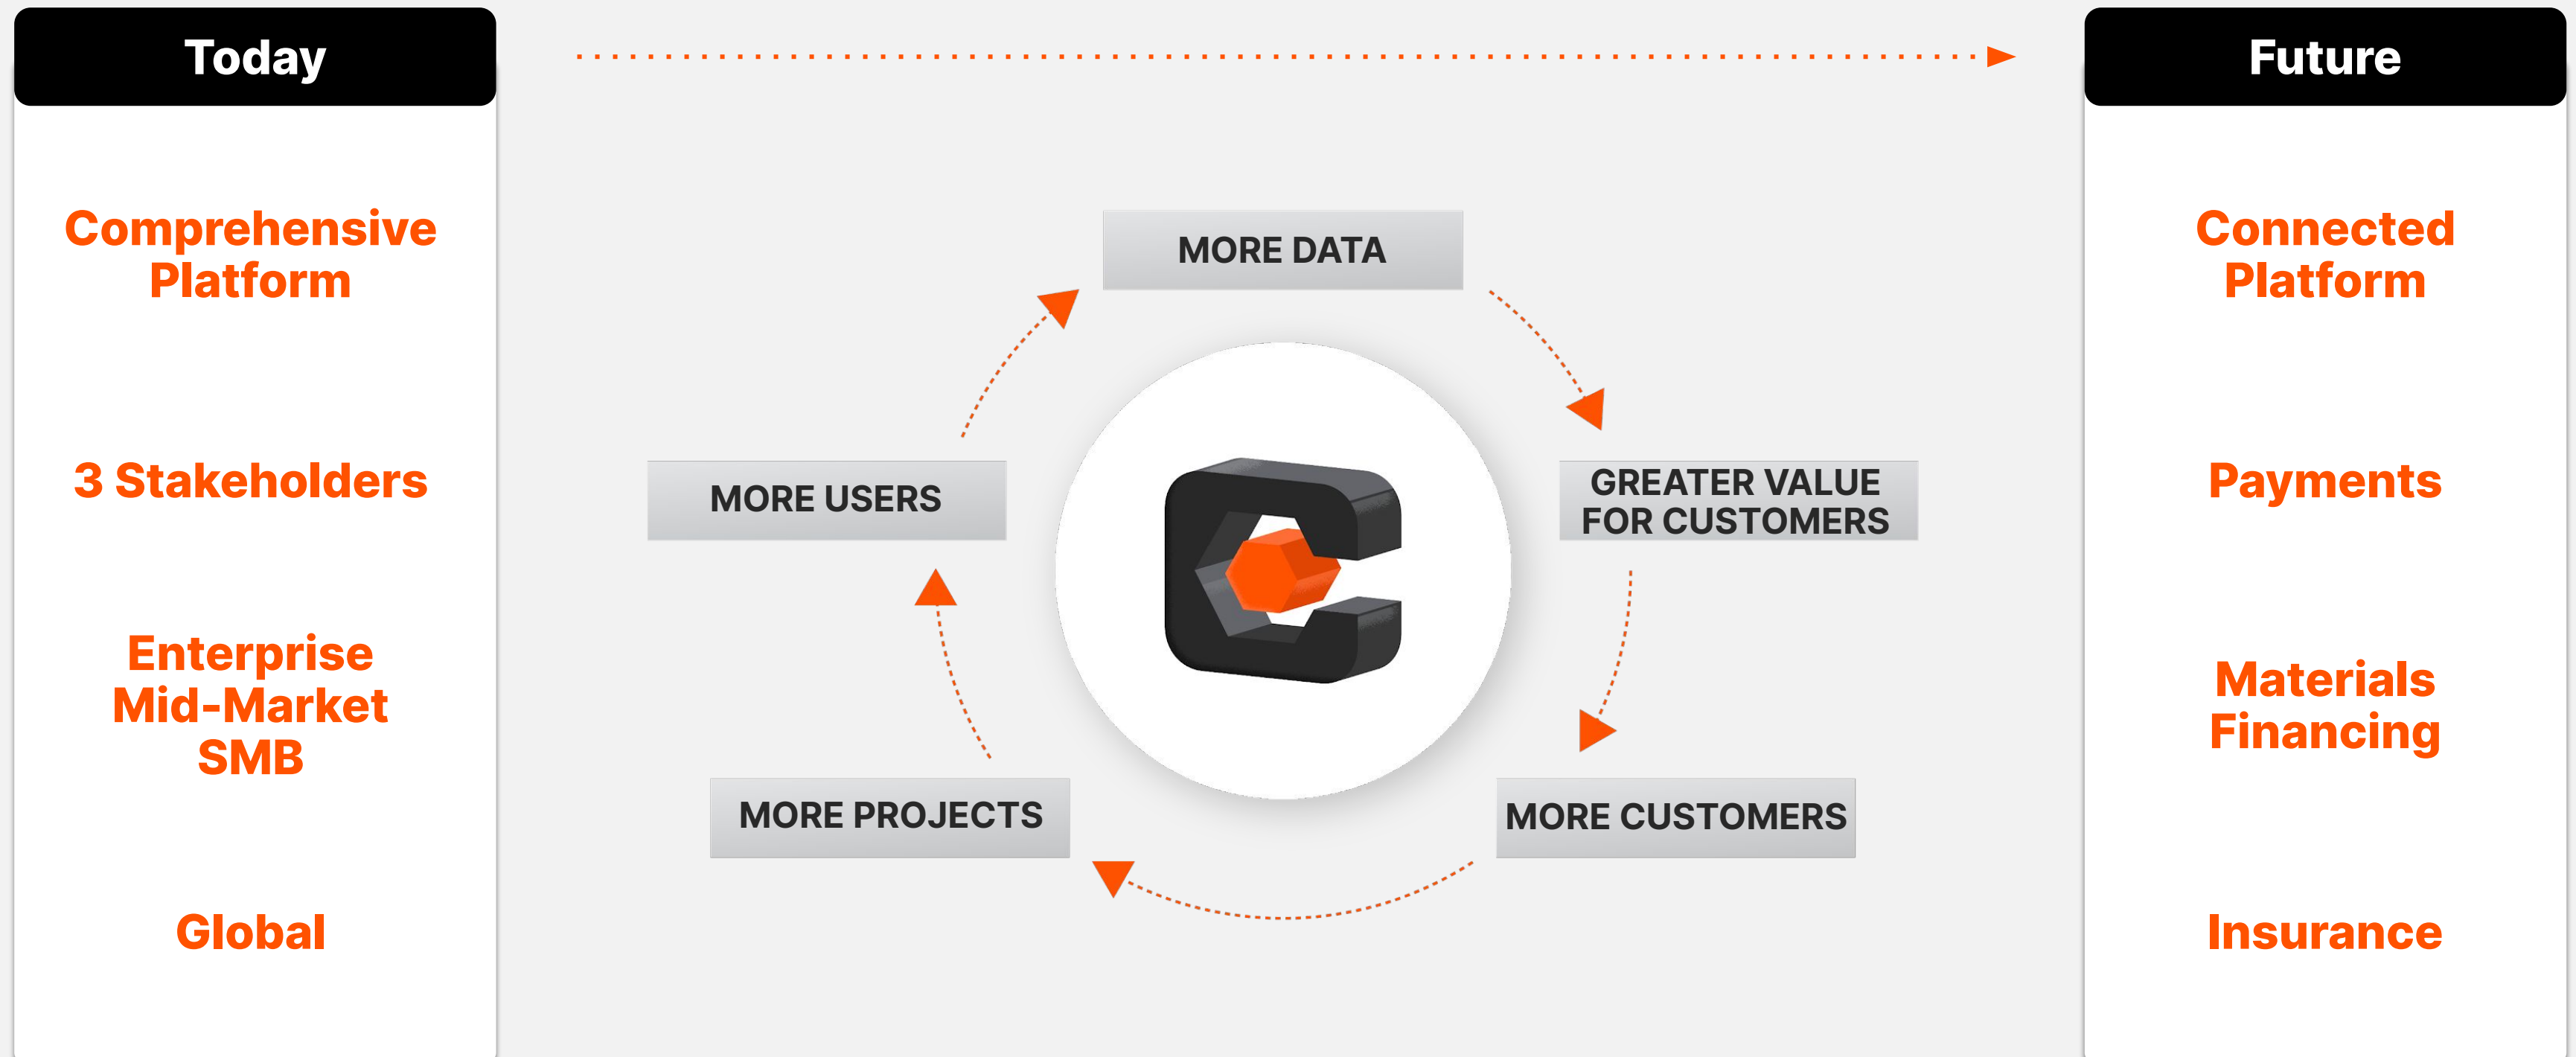 Today
Comprehensive
Platform
3 Stakeholders
Enterprise
Mid-Market
SMB
Global
MORE DATA
GREATER VALUE
FOR CUSTOMERS
MORE CUSTOMERS
MORE PROJECTS
MORE USERS
Future
Connected
Platform
Payments
Materials
Financing
Insurance